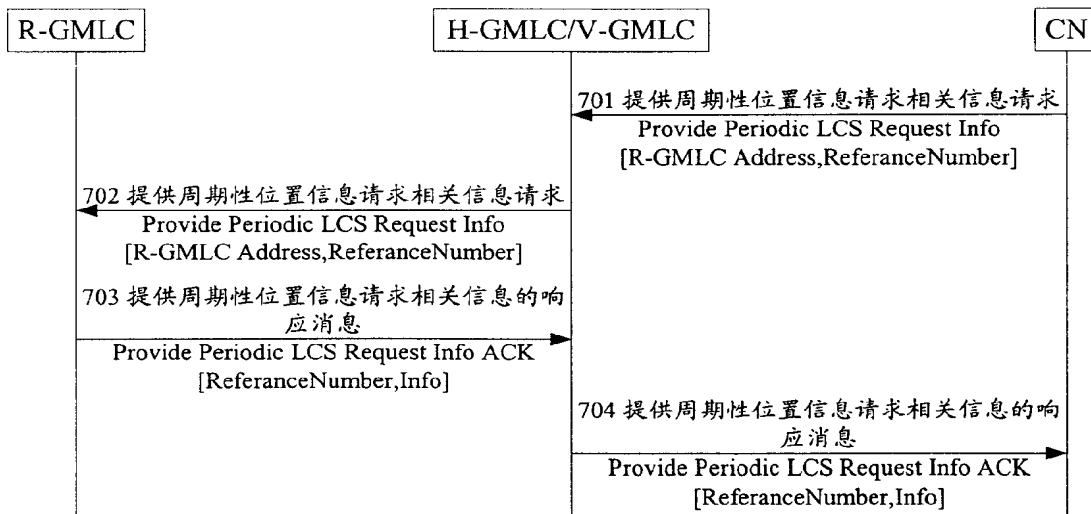 R-GMLC
H-GMLC/V-GMLC
CN
701 提供周期性位置信息请求相关信息请求
Provide Periodic LCS Request Info
[R-GMLC Address,ReferanceNumber]
702 提供周期性位置信息请求相关信息请求
Provide Periodic LCS Request Info
[R-GMLC Address,ReferanceNumber]
703 提供周期性位置信息请求相关信息的响
应消息
Provide Periodic LCS Request Info ACK
[ReferanceNumber,Info]
704 提供周期性位置信息请求相关信息的响
应消息
Provide Periodic LCS Request Info ACK
[ReferanceNumber,Info]